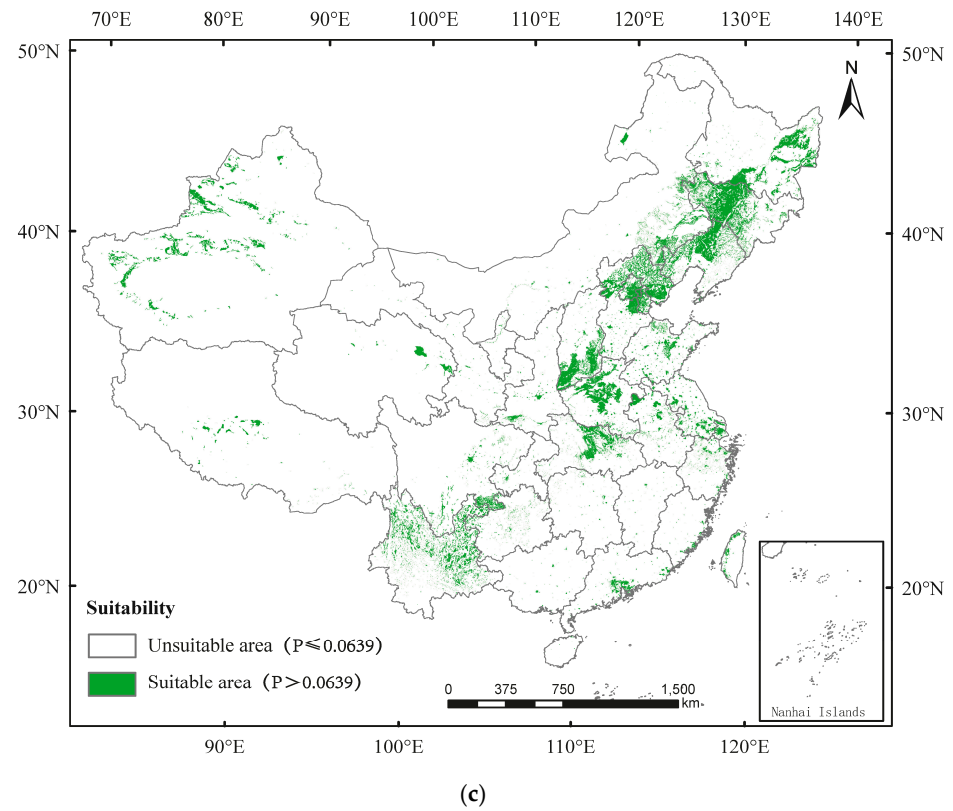 70°E 80°E 90°E 100°E 110°E 120°E 130°E 140°E
50°N 50°N
N
40°N 40°N
30°N 30°N
20°N 20°N
Suitability
Unsuitable area (P≤0.0639)
Suitable area (P>0.0639)
0 375 750 1,500
km
Nanhai Islands
90°E 100°E 110°E 120°E
(c)